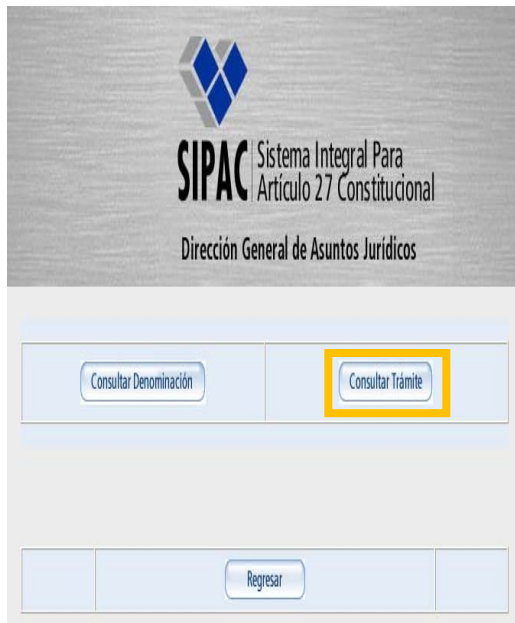 SIPAC
Sistema Integral Para
Artículo 27 Constitucional
Dirección General de Asuntos Jurídicos
Consultar Denominación
Consultar Trámite
Regresar